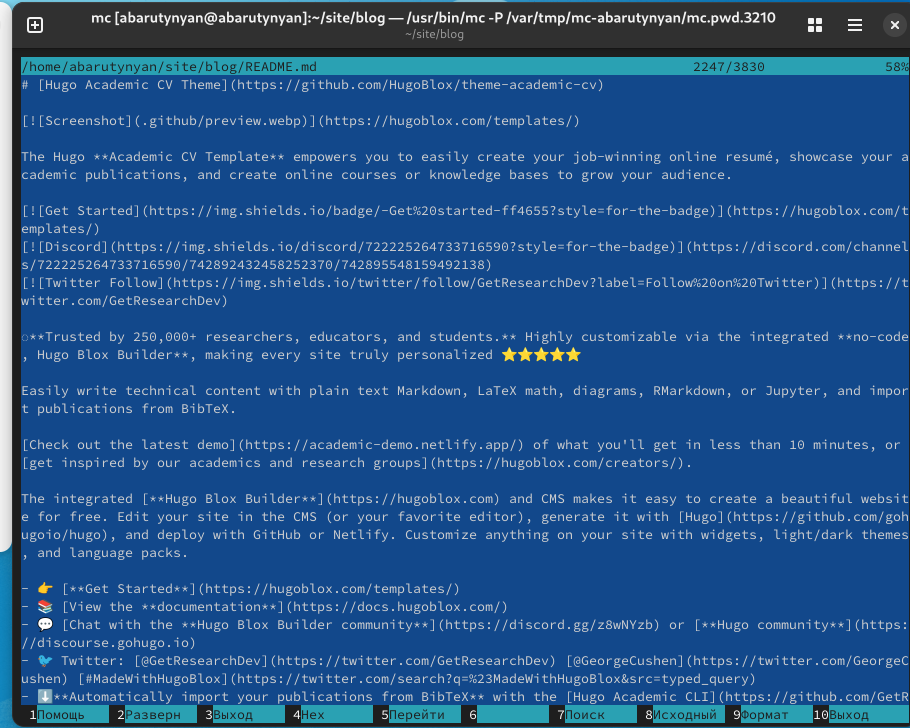 mc [abarutynyan@abarutynyan]:~/site/blog — /usr/bin/mc -P /var/tmp/mc-abarutynyan/mc.pwd.3210
~/site/blog
/home/abarutynyan/site/blog/README.md 2247/3830 58%
# [Hugo Academic CV Theme](https://github.com/HugoBlox/theme-academic-cv)
[![Screenshot](.github/preview.webp)](https://hugoblox.com/templates/)
The Hugo **Academic CV Template** empowers you to easily create your job-winning online resumé, showcase your a
cademic publications, and create online courses or knowledge bases to grow your audience.
[![Get Started](https://img.shields.io/badge/-Get%20started-ff4655?style=for-the-badge)](https://hugoblox.com/t
emplates/)
[![Discord](https://img.shields.io/discord/722225264733716590?style=for-the-badge)](https://discord.com/channel
s/722225264733716590/742892432458252370/742895548159492138)
[![Twitter Follow](https://img.shields.io/twitter/follow/GetResearchDev?label=Follow%20on%20Twitter)](https://t
witter.com/GetResearchDev)
**Trusted by 250,000+ researchers, educators, and students.** Highly customizable via the integrated **no-code
, Hugo Blox Builder**, making every site truly personalized ⭐⭐⭐⭐⭐
Easily write technical content with plain text Markdown, LaTeX math, diagrams, RMarkdown, or Jupyter, and impor
t publications from BibTeX.
[Check out the latest demo](https://academic-demo.netlify.app/) of what you'll get in less than 10 minutes, or
[get inspired by our academics and research groups](https://hugoblox.com/creators/).
The integrated [**Hugo Blox Builder**](https://hugoblox.com) and CMS makes it easy to create a beautiful websit
e for free. Edit your site in the CMS (or your favorite editor), generate it with [Hugo](https://github.com/goh
ugoio/hugo), and deploy with GitHub or Netlify. Customize anything on your site with widgets, light/dark themes
, and language packs.
- 👉 [**Get Started**](https://hugoblox.com/templates/)
- 📚 [View the **documentation**](https://docs.hugoblox.com/)
- 💬 [Chat with the **Hugo Blox Builder community**](https://discord.gg/z8wNYzb) or [**Hugo community**](https:
//discourse.gohugo.io)
- 🐦 Twitter: [@GetResearchDev](https://twitter.com/GetResearchDev) [@GeorgeCushen](https://twitter.com/GeorgeC
ushen) [#MadeWithHugoBlox](https://twitter.com/search?q=%23MadeWithHugoBlox&src=typed_query)
- ⬇️**Automatically import your publications from BibTeX** with the [Hugo Academic CLI](https://github.com/GetR
1Помощь 2Разверн 3Выход 4Hex 5Перейти 6 7Поиск 8Исходный 9Формат 10Выход